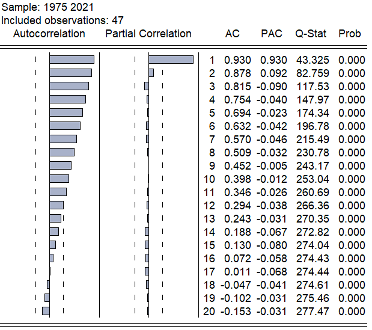 Sample: 1975 2021
Included observations: 47
Autocorrelation Partial Correlation AC PAC Q-Stat Prob
1 0.930 0.930 43.325 0.000
2 0.878 0.092 82.759 0.000
3 0.815 -0.090 117.53 0.000
4 0.754 -0.040 147.97 0.000
5 0.694 -0.023 174.34 0.000
6 0.632 -0.042 196.78 0.000
7 0.570 -0.046 215.49 0.000
8 0.509 -0.032 230.78 0.000
9 0.452 -0.005 243.17 0.000
10 0.398 -0.012 253.04 0.000
11 0.346 -0.026 260.69 0.000
12 0.294 -0.038 266.36 0.000
13 0.243 -0.031 270.35 0.000
14 0.188 -0.067 272.82 0.000
15 0.130 -0.080 274.04 0.000
16 0.072 -0.058 274.43 0.000
17 0.011 -0.068 274.44 0.000
18 -0.047 -0.041 274.61 0.000
19 -0.102 -0.031 275.46 0.000
20 -0.153 -0.031 277.47 0.000